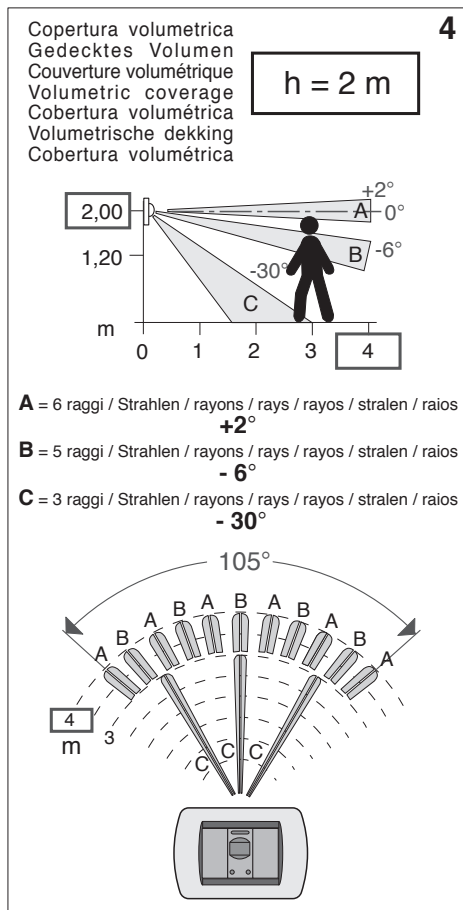 Copertura volumetrica
4
Gedecktes Volumen
Couverture volumétrique
Volumetric coverage
Cobertura volumétrica
Volumetrische dekking
Cobertura volumétrica
h = 2 m
+2°
2,00
A
0°
1,20
B
-6°
-30°
C
m
0 1 2 3 4
A = 6 raggi / Strahlen / rayons / rays / rayos / stralen / raios
+2°
B = 5 raggi / Strahlen / rayons / rays / rayos / stralen / raios
- 6°
C = 3 raggi / Strahlen / rayons / rays / rayos / stralen / raios
- 30°
105°
A B A B A B A A B A
4
m
3
C C C